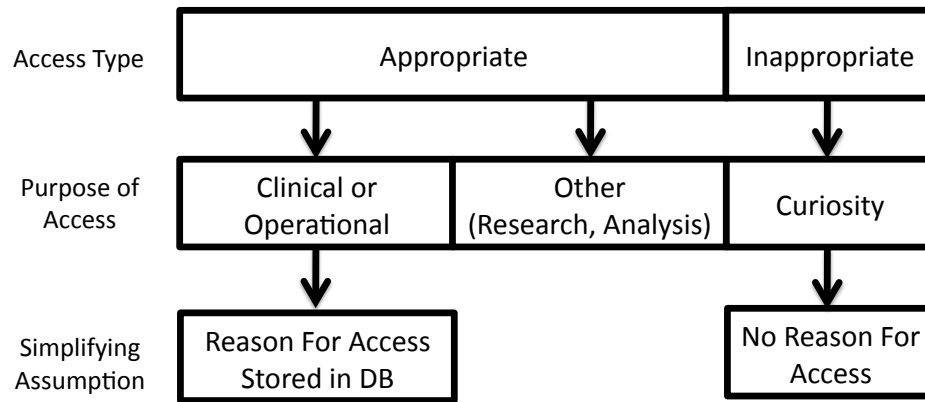 Access Type
Appropriate
Inappropriate
Purpose of
Access
Clinical or
Operational
Other
(Research, Analysis)
Curiosity
Simplifying
Assumption
Reason For Access
Stored in DB
No Reason For
Access